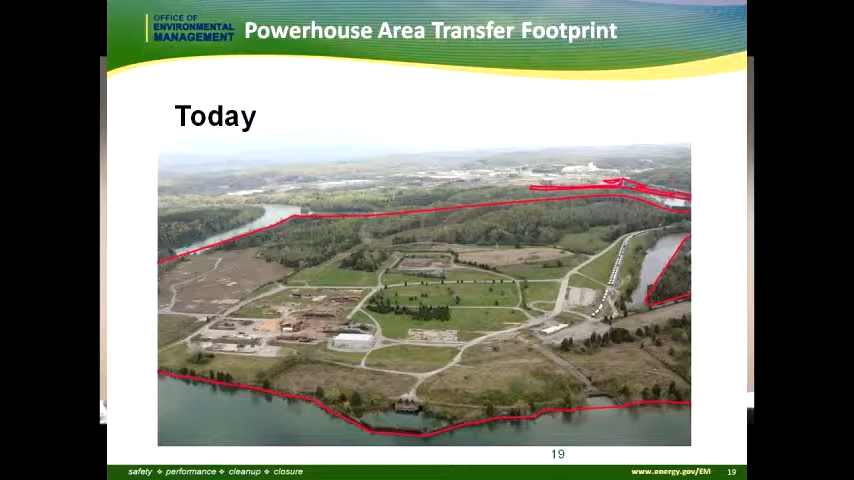 OFFICE OF
ENVIRONMENTAL
MANAGEMENT
Powerhouse Area Transfer Footprint
Today
19
safety ❖ performance ❖ cleanup ❖ closure
www.energy.gov/EM 19